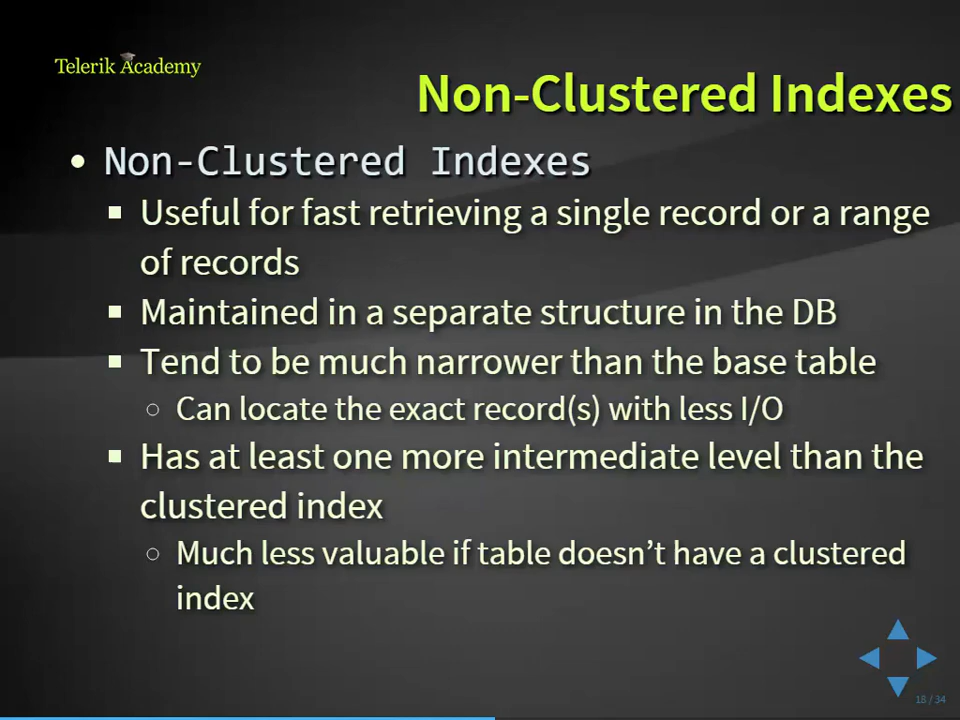 Telerik Academy
Non-Clustered Indexes
• Non-Clustered Indexes
▪ Useful for fast retrieving a single record or a range
of records
▪ Maintained in a separate structure in the DB
▪ Tend to be much narrower than the base table
○ Can locate the exact record(s) with less I/O
▪ Has at least one more intermediate level than the
clustered index
○ Much less valuable if table doesn’t have a clustered
index
18 / 34